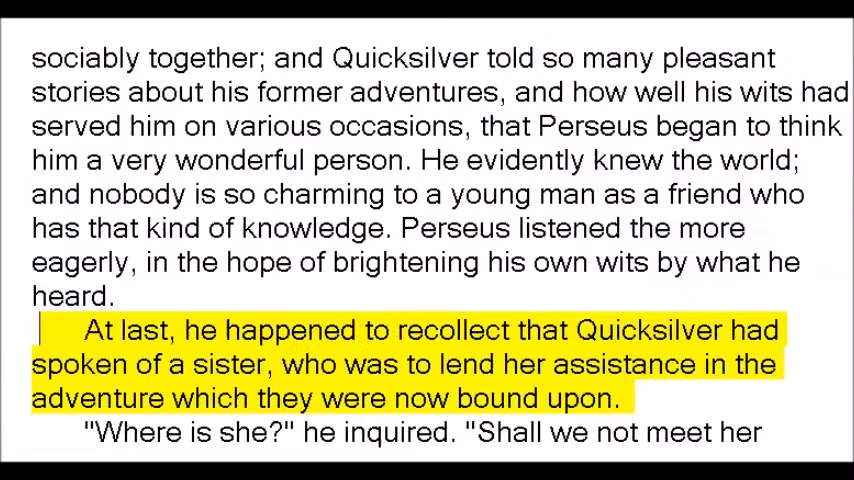 sociably together; and Quicksilver told so many pleasant
stories about his former adventures, and how well his wits had
served him on various occasions, that Perseus began to think
him a very wonderful person. He evidently knew the world;
and nobody is so charming to a young man as a friend who
has that kind of knowledge. Perseus listened the more
eagerly, in the hope of brightening his own wits by what he
heard.
At last, he happened to recollect that Quicksilver had
spoken of a sister, who was to lend her assistance in the
adventure which they were now bound upon.
"Where is she?" he inquired. "Shall we not meet her